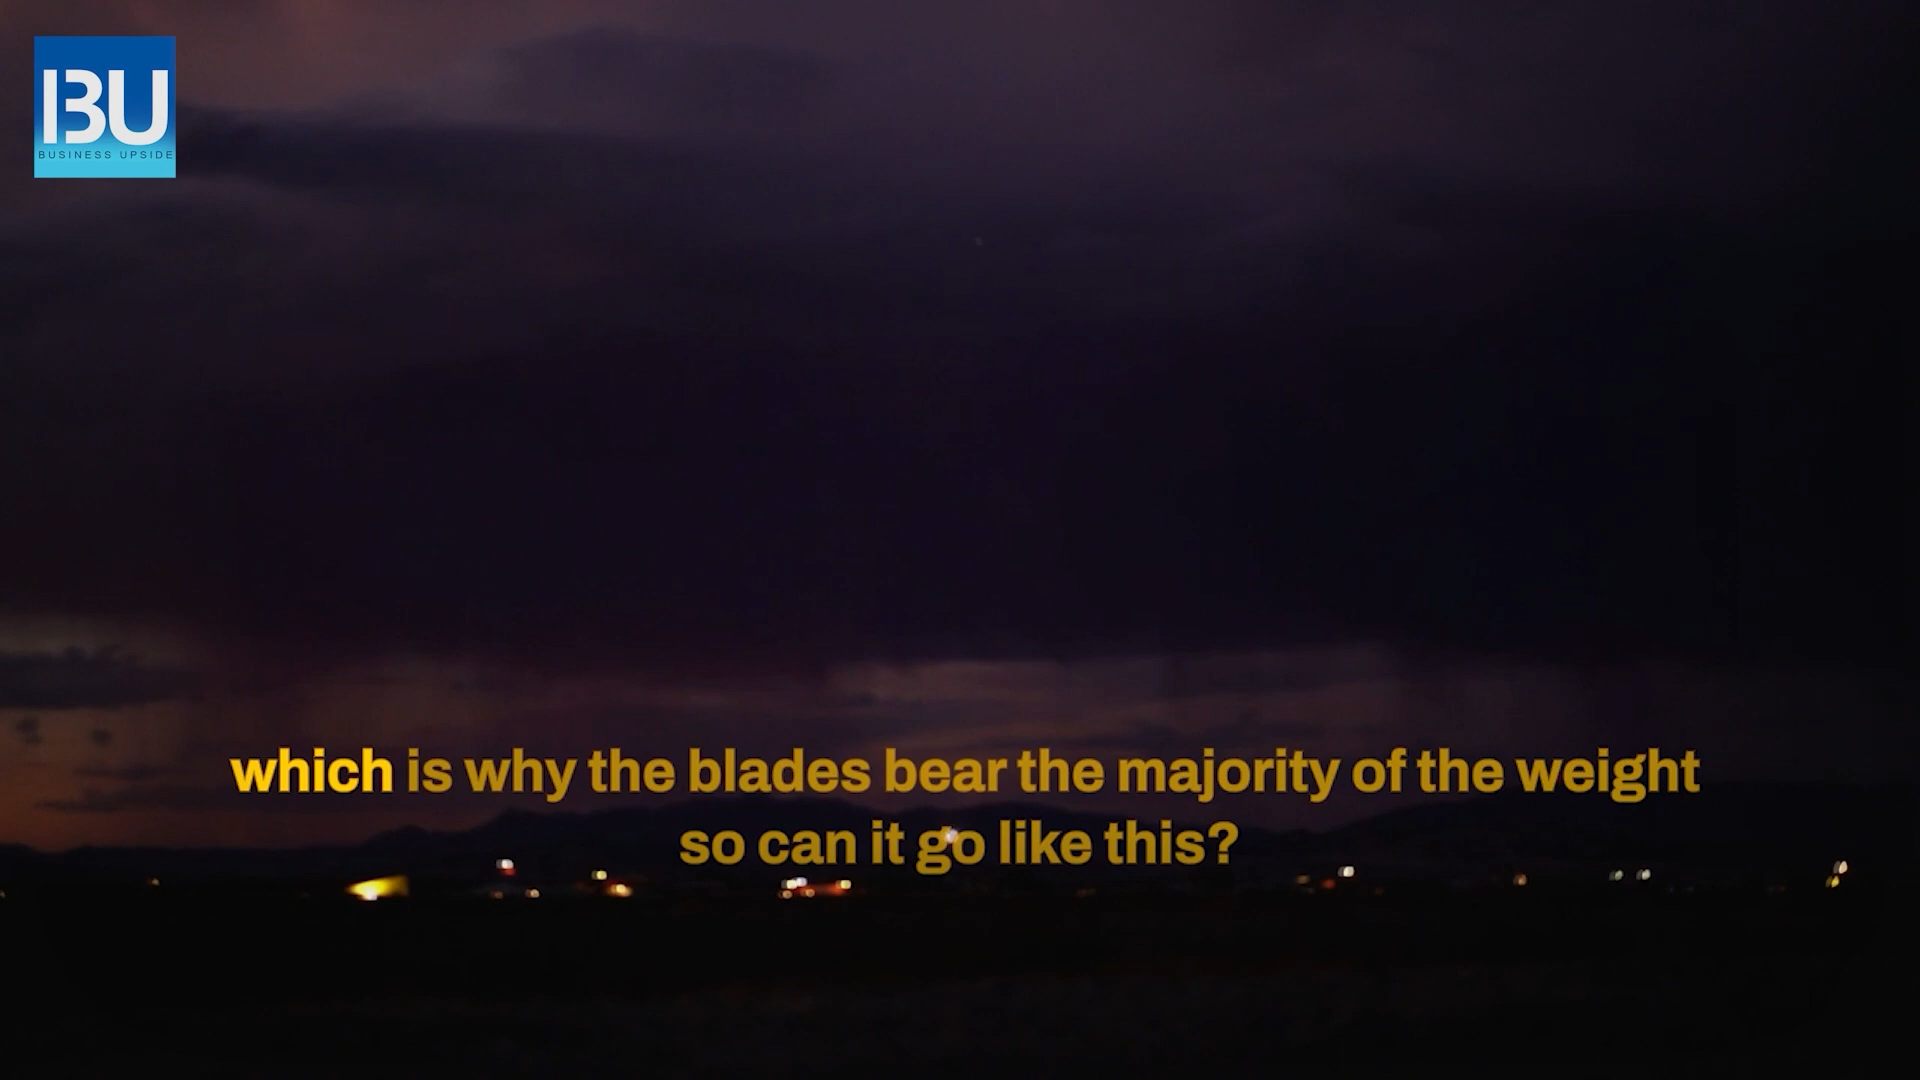 BU
BUSINESS UPSIDE
which is why the blades bear the majority of the weight
so can it go like this?